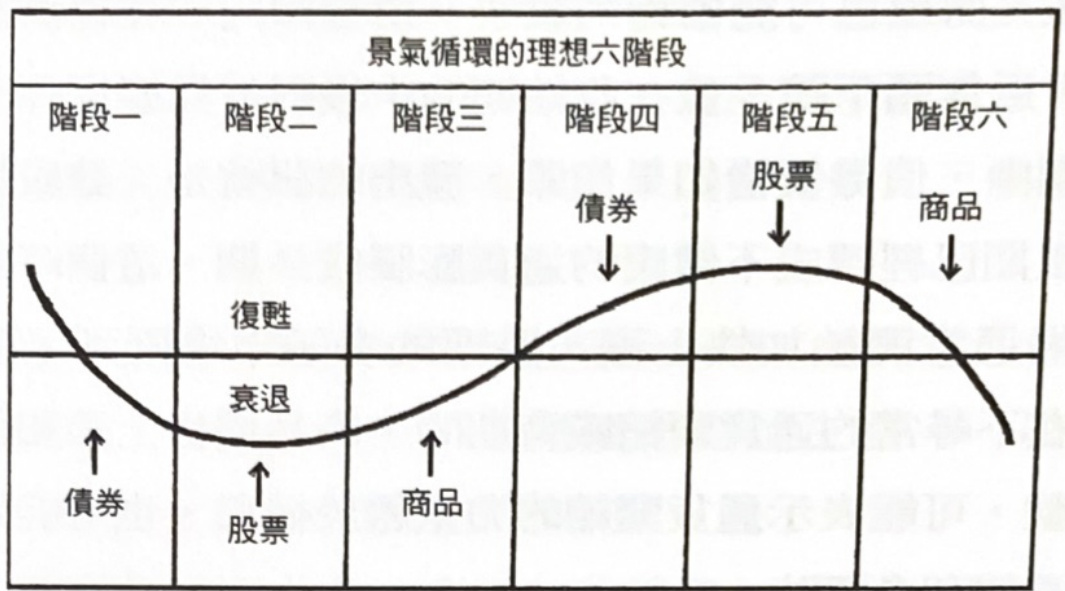 景氣循環的理想六階段
階段一 階段二 階段三 階段四 階段五 階段六
股票
債券 商品
復甦
衰退
債券 股票 商品